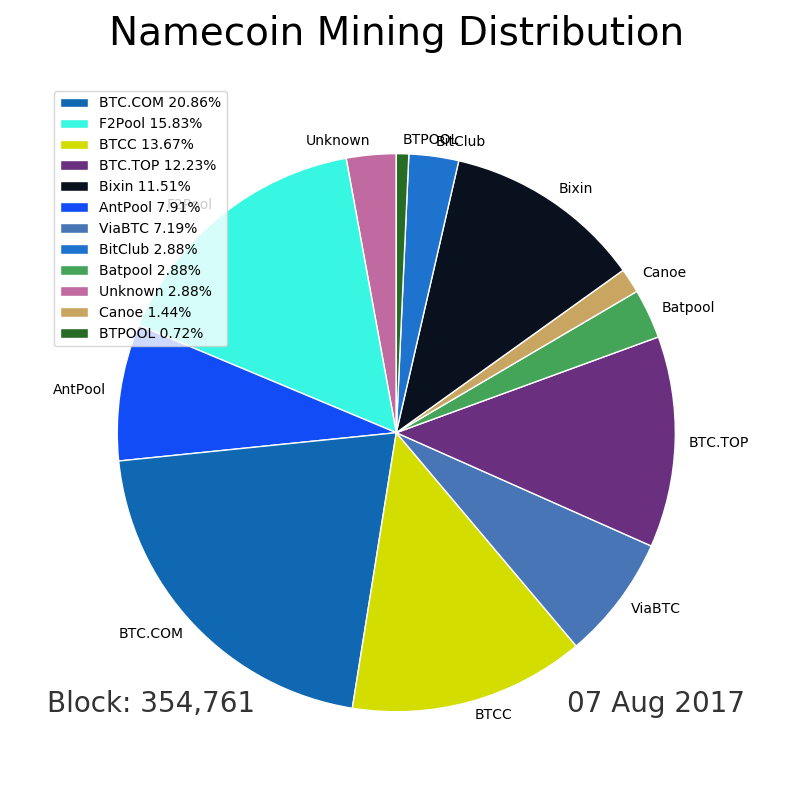 Namecoin Mining Distribution
BTC.COM 20.86%
F2Pool 15.83%
BTCC 13.67%
BTC.TOP 12.23%
Bixin 11.51%
AntPool 7.91%
ViaBTC 7.19%
BitClub 2.88%
Batpool 2.88%
Unknown 2.88%
Canoe 1.44%
BTPOOL 0.72%
Unknown
BTPOOL
BitClub
Bixin
F2Pool
Canoe
Batpool
AntPool
BTC.TOP
ViaBTC
BTC.COM
BTCC
Block: 354,761
07 Aug 2017